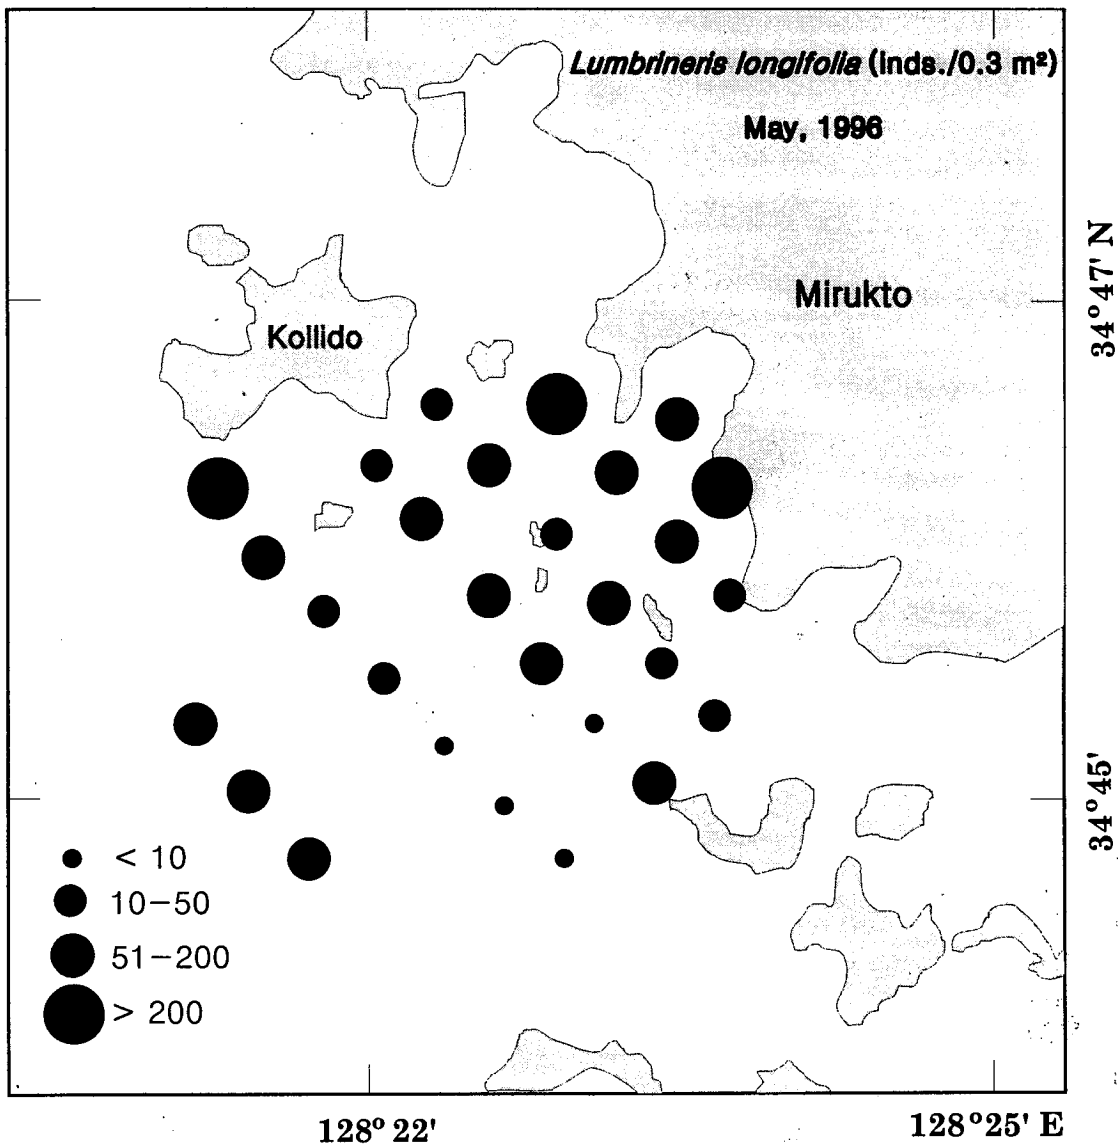 Lumbrineris longifolia (inds./0.3 m²)
May, 1996
34°47' N
Mirukto
Kollido
34°45'
< 10
10-50
51-200
> 200
128° 22'
128°25' E